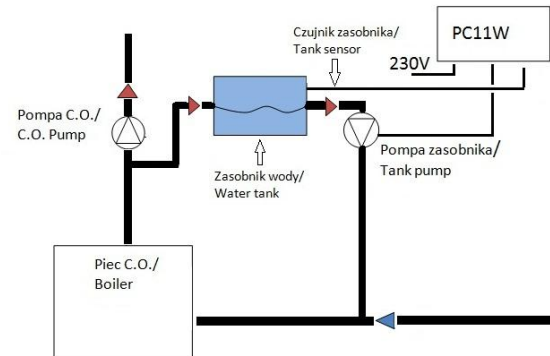 Czujnik zasobnika/
Tank sensor
PC11W
230V
Pompa C.O./
C.O. Pump
Pompa zasobnika/
Tank pump
Zasobnik wody/
Water tank
Piec C.O./
Boiler